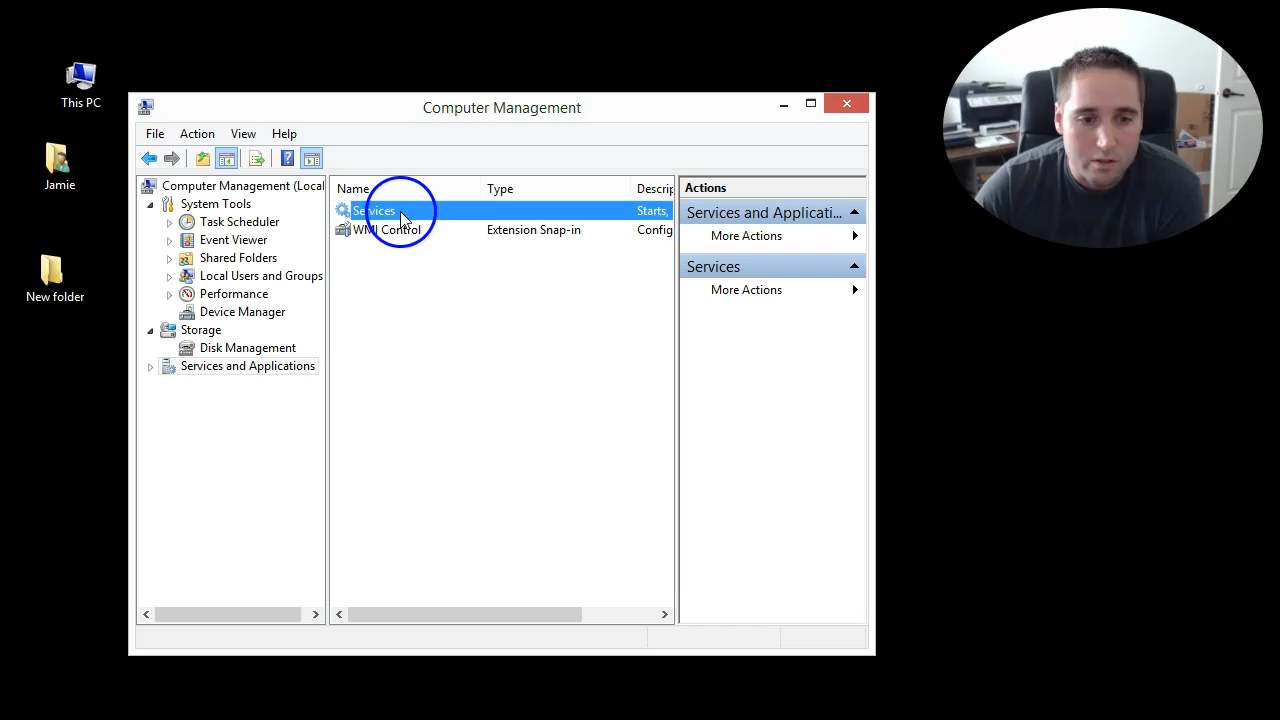 This PC
Jamie
New folder
Computer Management
File Action View Help
Computer Management (Local
System Tools
Task Scheduler
Event Viewer
Shared Folders
Local Users and Groups
Performance
Device Manager
Storage
Disk Management
Services and Applications
Name Type Descrip
Services Starts,
WMI Control Extension Snap-in Config
Actions
Services and Applicati...
More Actions
Services
More Actions